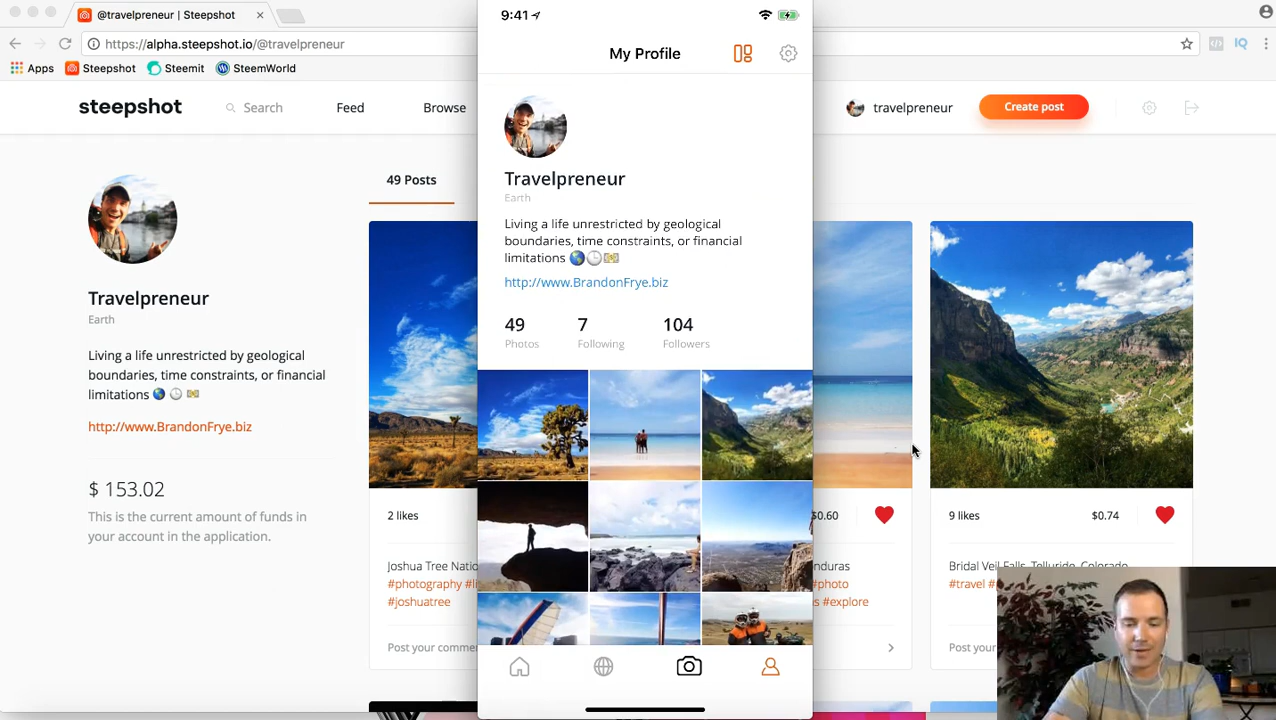 @travelpreneur | Steepshot
https://alpha.steepshot.io/@travelpreneur
Apps
Steepshot
Steemit
SteemWorld
steepshot
Search
Feed
Browse
travelpreneur
Create post
Travelpreneur
Earth
Living a life unrestricted by geological
boundaries, time constraints, or financial
limitations
http://www.BrandonFrye.biz
$ 153.02
This is the current amount of funds in
your account in the application.
49 Posts
2 likes
Joshua Tree
#photography
#joshuatree
Post your
9:41
My Profile
Travelpreneur
Earth
Living a life unrestricted by geological
boundaries, time constraints, or financial
limitations
http://www.BrandonFrye.biz
49
Photos
7
Following
104
Followers
$0.60
#photo
#explore
9 likes
$0.74
Bridal Veil Falls, Telluride, Colorado
#travel
Post your